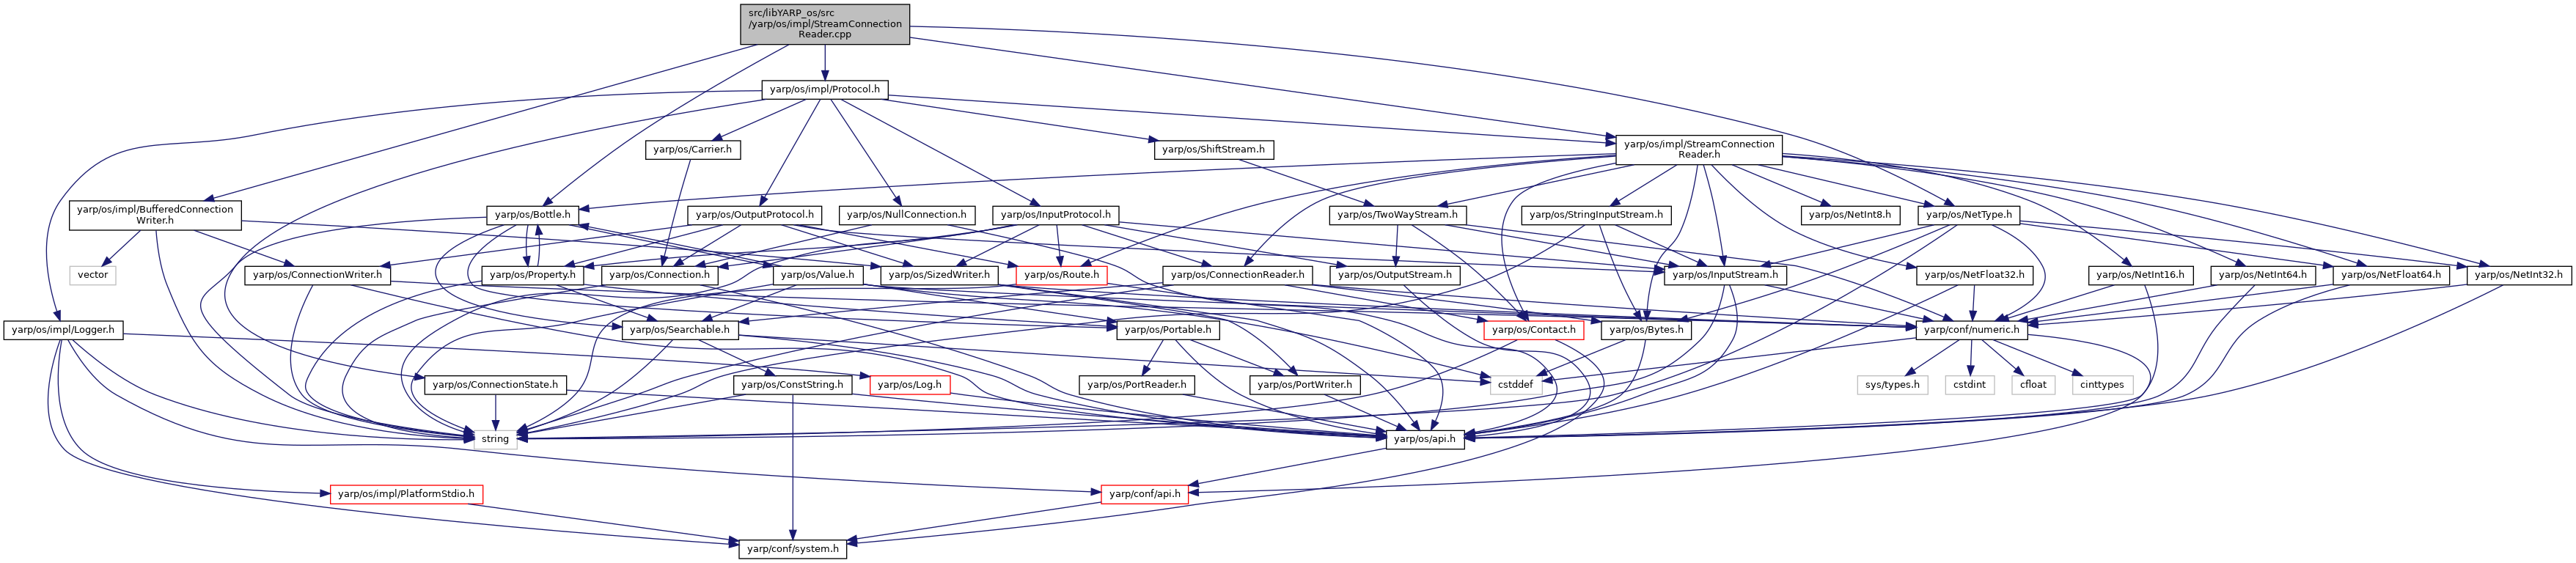 src/libYARP_os/src
/yarp/os/impl/StreamConnection
Reader.cpp
yarp/os/impl/Protocol.h
yarp/os/Carrier.h
yarp/os/ShiftStream.h
yarp/os/impl/StreamConnection
Reader.h
yarp/os/impl/BufferedConnection
Writer.h
yarp/os/Bottle.h
yarp/os/OutputProtocol.h
yarp/os/NullConnection.h
yarp/os/InputProtocol.h
yarp/os/TwoWayStream.h
yarp/os/StringInputStream.h
yarp/os/NetInt8.h
yarp/os/NetType.h
vector
yarp/os/ConnectionWriter.h
yarp/os/Property.h
yarp/os/Connection.h
yarp/os/Value.h
yarp/os/SizedWriter.h
yarp/os/Route.h
yarp/os/ConnectionReader.h
yarp/os/OutputStream.h
yarp/os/InputStream.h
yarp/os/NetFloat32.h
yarp/os/NetInt16.h
yarp/os/NetInt64.h
yarp/os/NetFloat64.h
yarp/os/NetInt32.h
yarp/os/impl/Logger.h
yarp/os/Searchable.h
yarp/os/Portable.h
yarp/os/Contact.h
yarp/os/Bytes.h
yarp/conf/numeric.h
yarp/os/ConnectionState.h
yarp/os/ConstString.h
yarp/os/Log.h
yarp/os/PortReader.h
yarp/os/PortWriter.h
cstddef
sys/types.h
cstdint
cfloat
cinttypes
string
yarp/os/api.h
yarp/os/impl/PlatformStdio.h
yarp/conf/api.h
yarp/conf/system.h